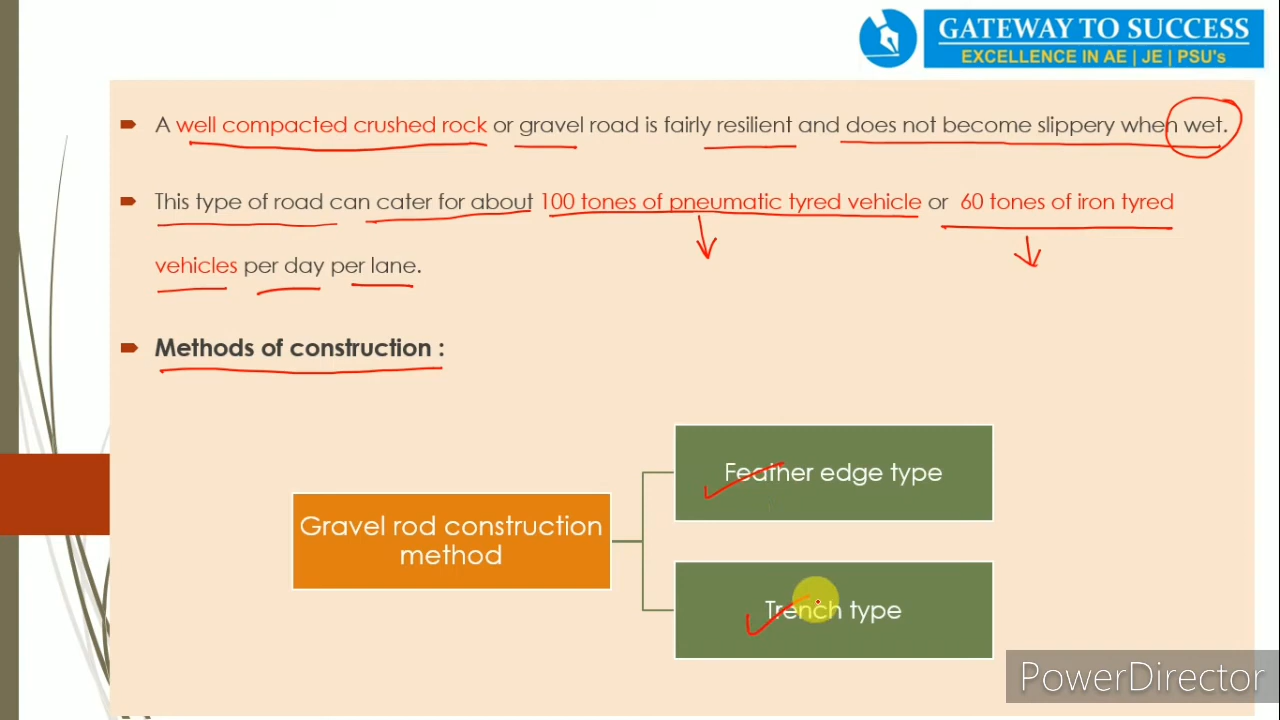 GATEWAY TO SUCCESS
EXCELLENCE IN AE | JE | PSU's
A well compacted crushed rock or gravel road is fairly resilient and does not become slippery when wet.
This type of road can cater for about 100 tones of pneumatic tyred vehicle or 60 tones of iron tyred
vehicles per day per lane.
Methods of construction :
Feather edge type
Gravel rod construction
method
Trench type
PowerDirector